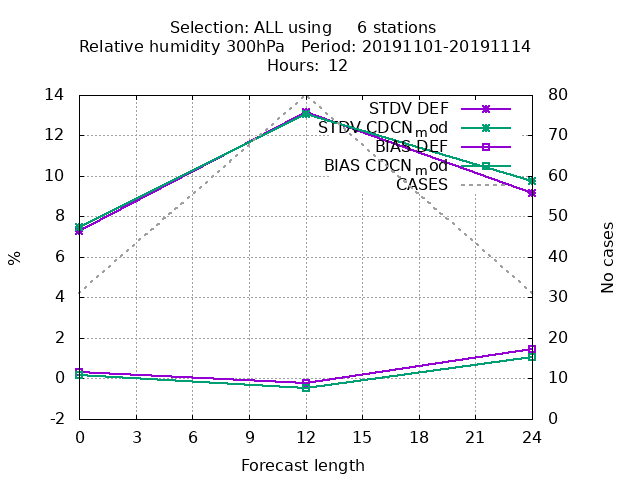 Selection: ALL using 6 stations
Relative humidity 300hPa Period: 20191101-20191114
Hours: 12
14 80
STDV DEF
12 STDV CDCN_mod 70
BIAS DEF
BIAS CDCN_mod
10 60
CASES
8 50
6 40
4 30
2 20
0 10
-2 0
%
No cases
0 3 6 9 12 15 18 21 24
Forecast length